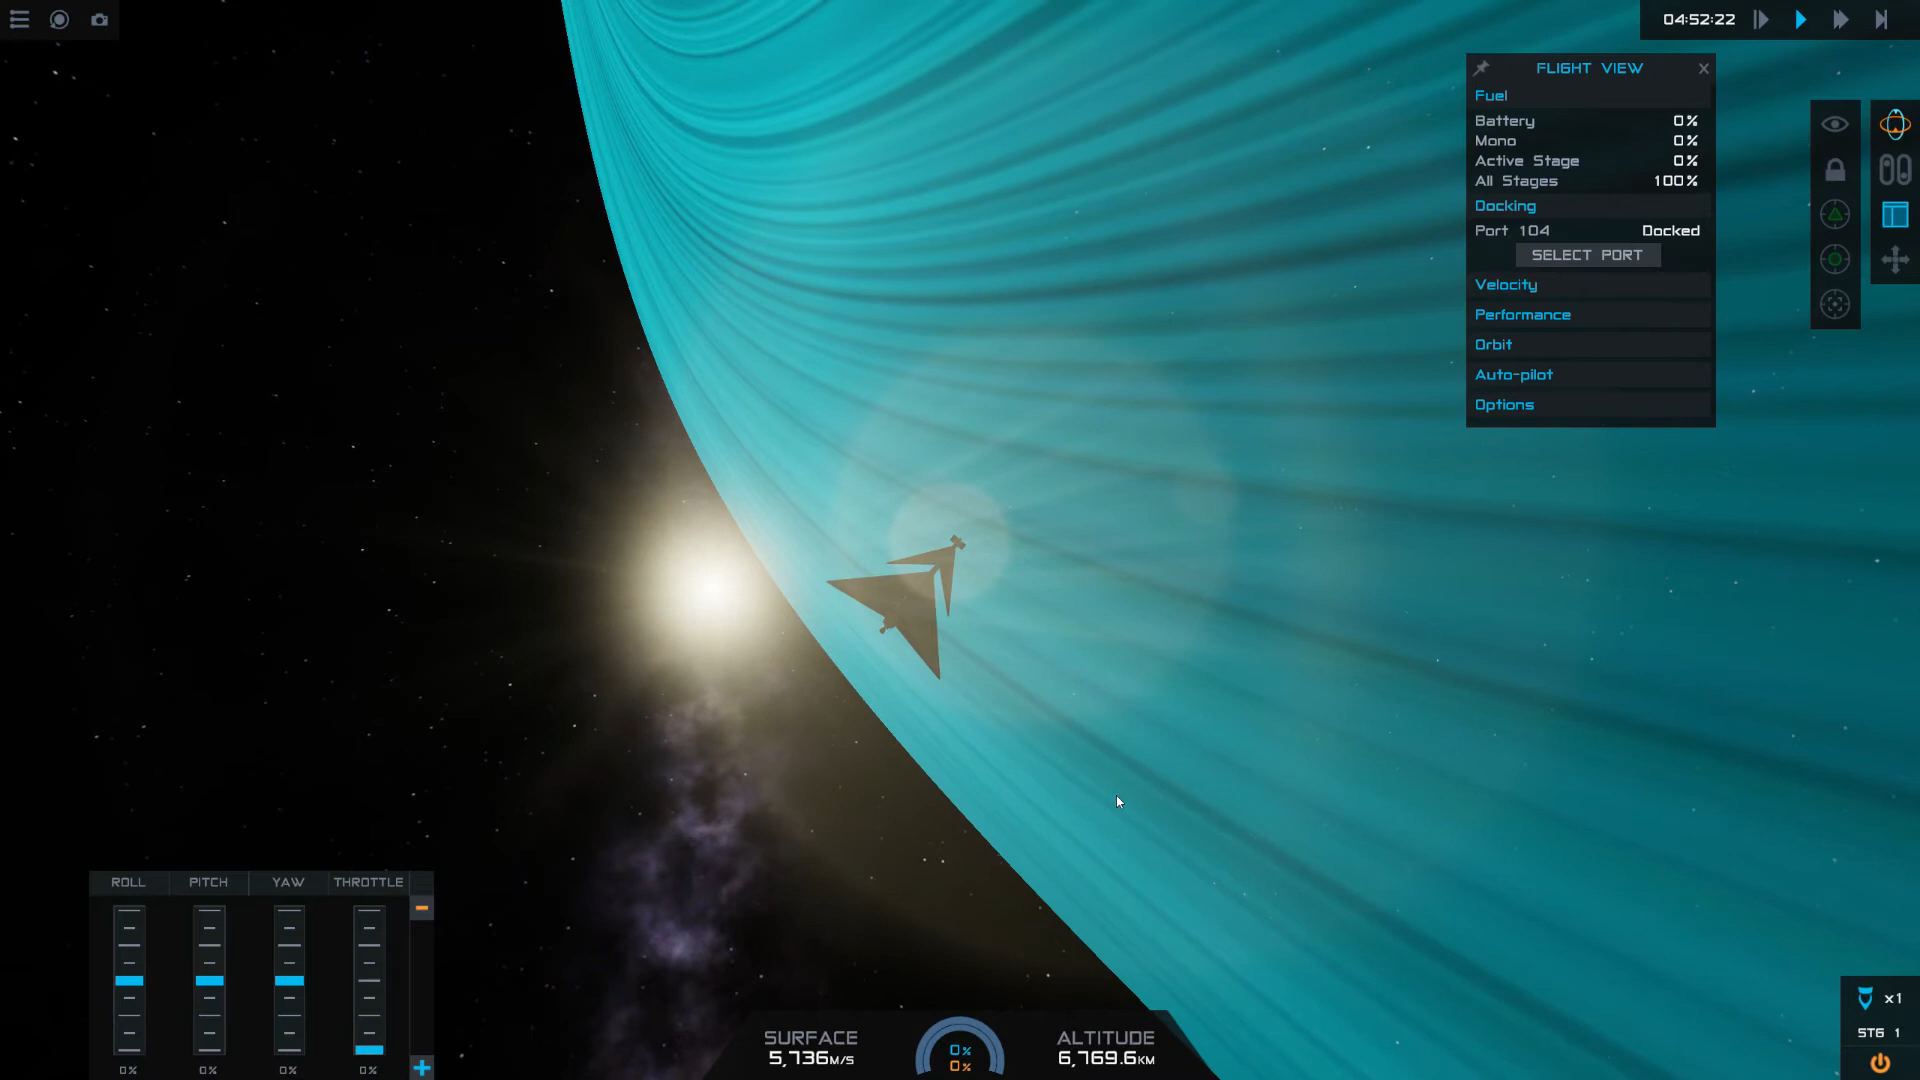 04:52:22
FLIGHT VIEW
Fuel
Battery 0%
Mono 0%
Active Stage 0%
All Stages 100%
Docking
Port 104 Docked
SELECT PORT
Velocity
Performance
Orbit
Auto-pilot
Options
ROLL PITCH YAW THROTTLE
0% 0% 0% 0%
SURFACE
5,736M/S
0%
0%
ALTITUDE
6,769.6KM
x1
STG 1